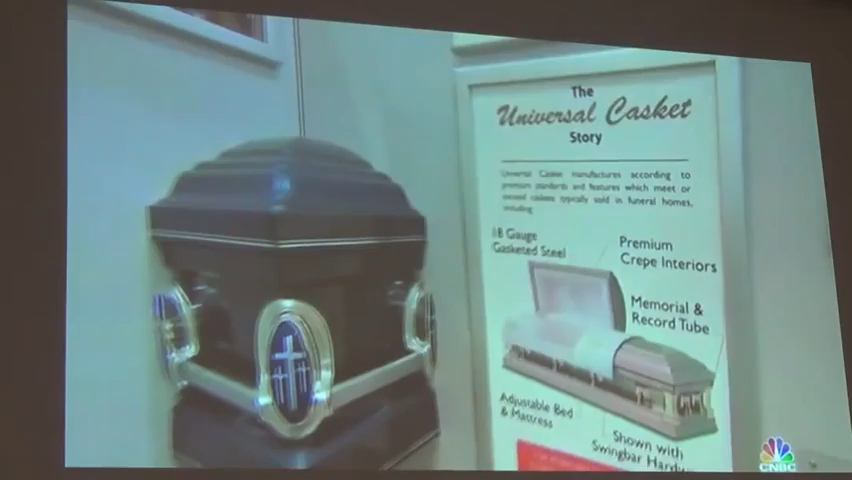 The
Universal Casket
Story
Universal Casket manufactures according to
premium standards and features which meet or
exceed caskets typically sold in funeral homes,
including
18 Gauge
Gasketed Steel
Premium
Crepe Interiors
Memorial &
Record Tube
Adjustable Bed
& Mattress
Shown with
Swingbar
CNBC